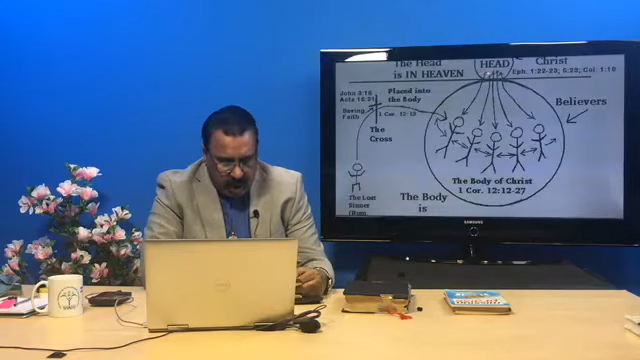 The Head
is IN HEAVEN
HEAD
Christ
Eph. 1:22-23; 5:23; Col: 1:18
John 3:16
Acts 16:31
Saving
Faith
Placed into
the Body
1 Cor. 12:13
The
Cross
Believers
The Body of Christ
1 Cor. 12:12-27
The Lost
Sinner
(Rom.
The Body
is
SAMSUNG
DELL